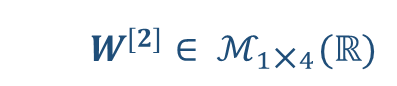 W^[2] ∈ ℳ_{1×4}(ℝ)